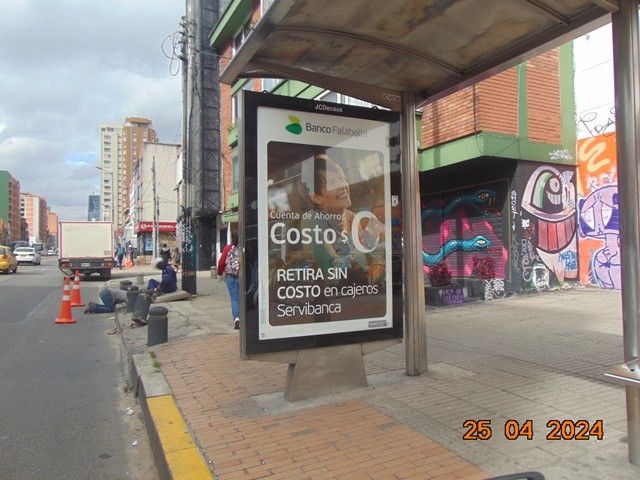 JCDecaux
Banco Falabella
Cuenta de Ahorros
Costo $0
RETIRA SIN
COSTO en cajeros
Servibanca
25 04 2024